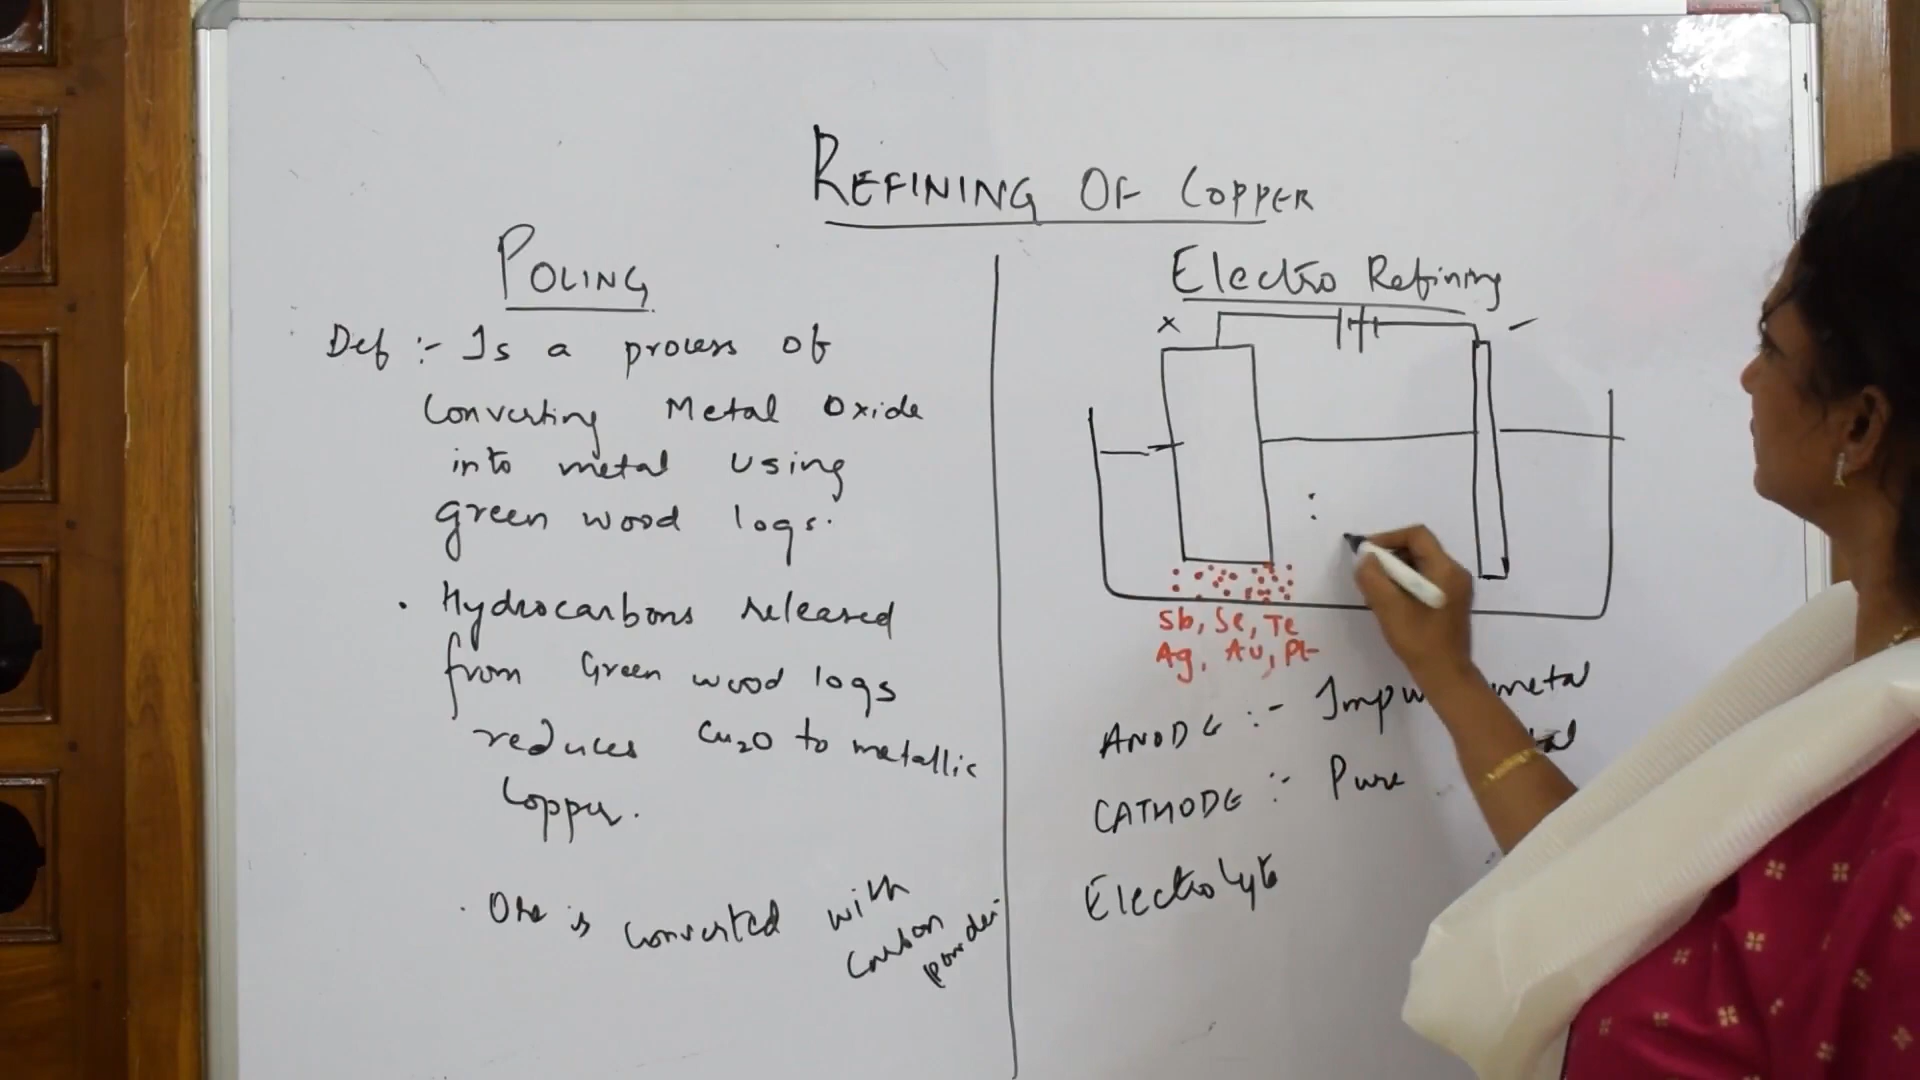 REFINING OF COPPER
POLING
Def :- Is a process of
Converting Metal Oxide
into metal using
green wood logs.
. Hydrocarbons released
from Green wood logs
reduces Cu2O to metallic
Copper.
. Ore is converted with
Carbon
powder
Electro Refining
x
-
Sb, Se, Te
Ag, Au, Pt
ANODE :- metal
CATHODE :- Pure
Electrolyte